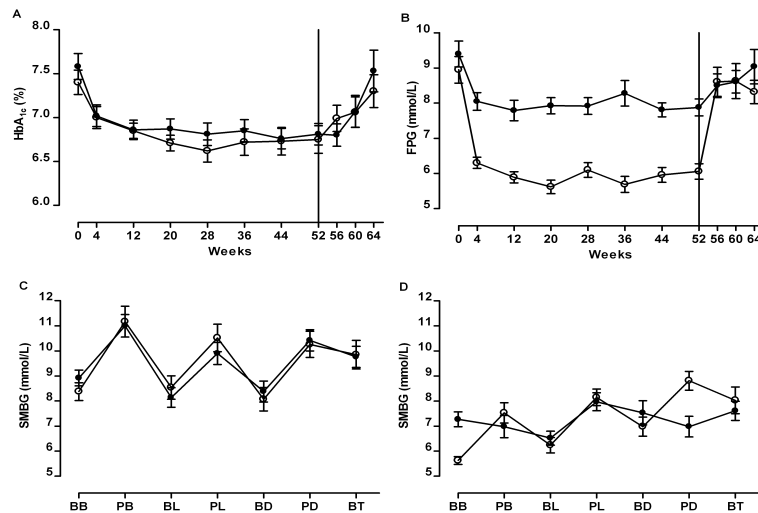 A
8.0
7.5
7.0
6.5
6.0
HbA1c (%)
0 4 12 20 28 36 44 52 56 60 64
Weeks
B
10
9
8
7
6
5
FPG (mmol/L)
0 4 12 20 28 36 44 52 56 60 64
Weeks
C
12
11
10
9
8
7
6
5
SMBG (mmol/L)
BB PB BL PL BD PD BT
D
12
11
10
9
8
7
6
5
SMBG (mmol/L)
BB PB BL PL BD PD BT